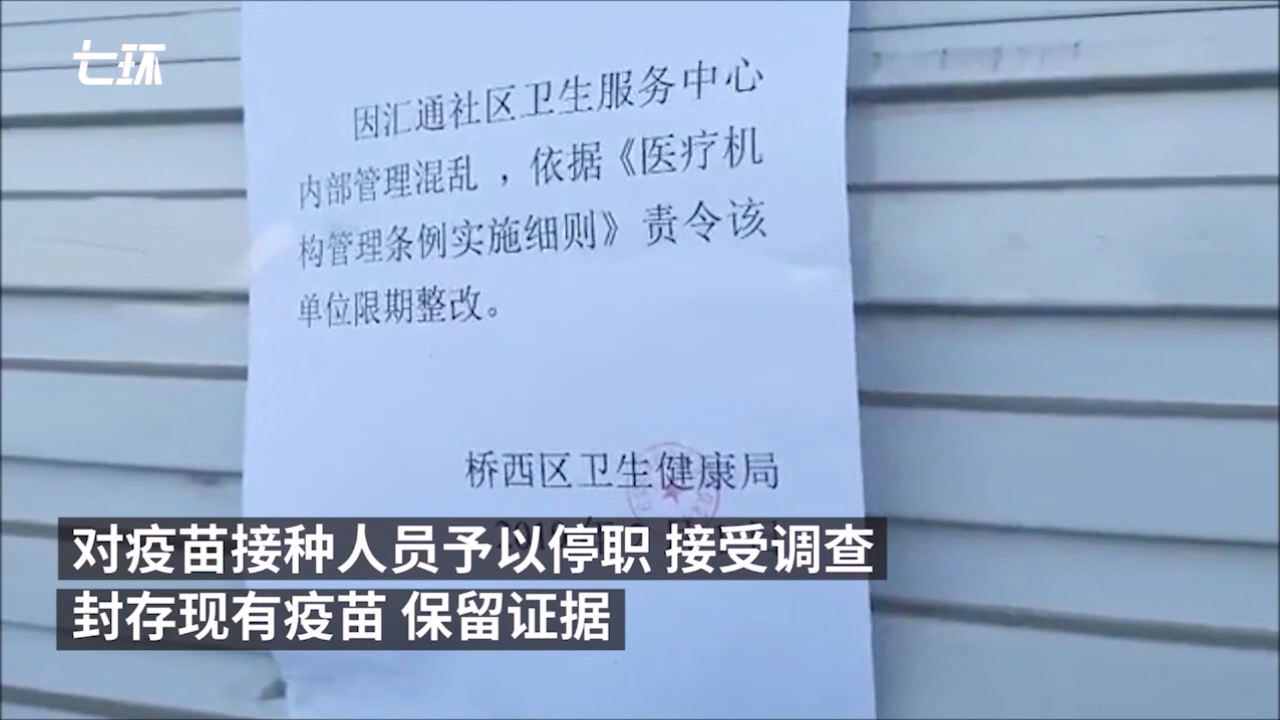 七环
因汇通社区卫生服务中心
内部管理混乱，依据《医疗机
构管理条例实施细则》责令该
单位限期整改。
桥西区卫生健康局
对疫苗接种人员予以停职 接受调查
封存现有疫苗 保留证据